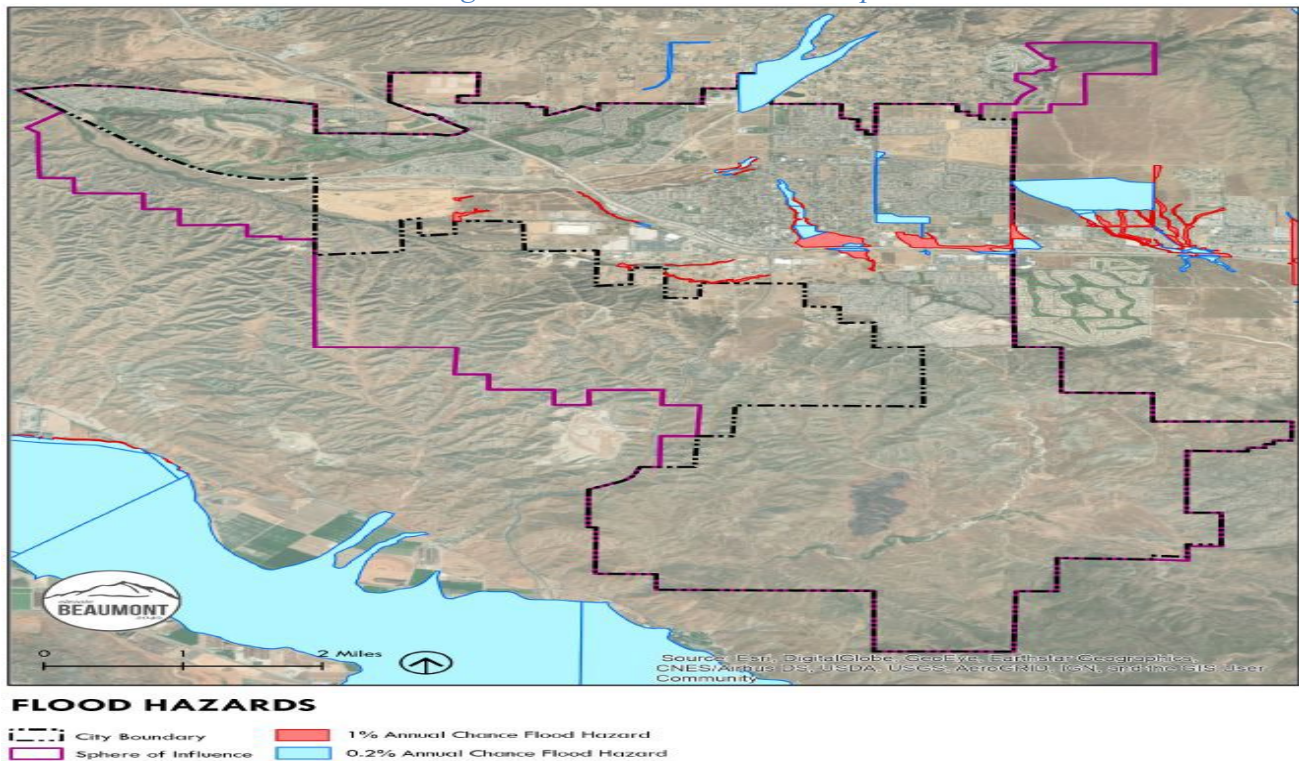 BEAUMONT
0 1 2 Miles
Source: Esri, DigitalGlobe, GeoEye, Earthstar Geographics,
CNES/Airbus DS, USDA, USGS, AeroGRID, IGN, and the GIS User
Community
FLOOD HAZARDS
City Boundary 1% Annual Chance Flood Hazard
Sphere of Influence 0.2% Annual Chance Flood Hazard